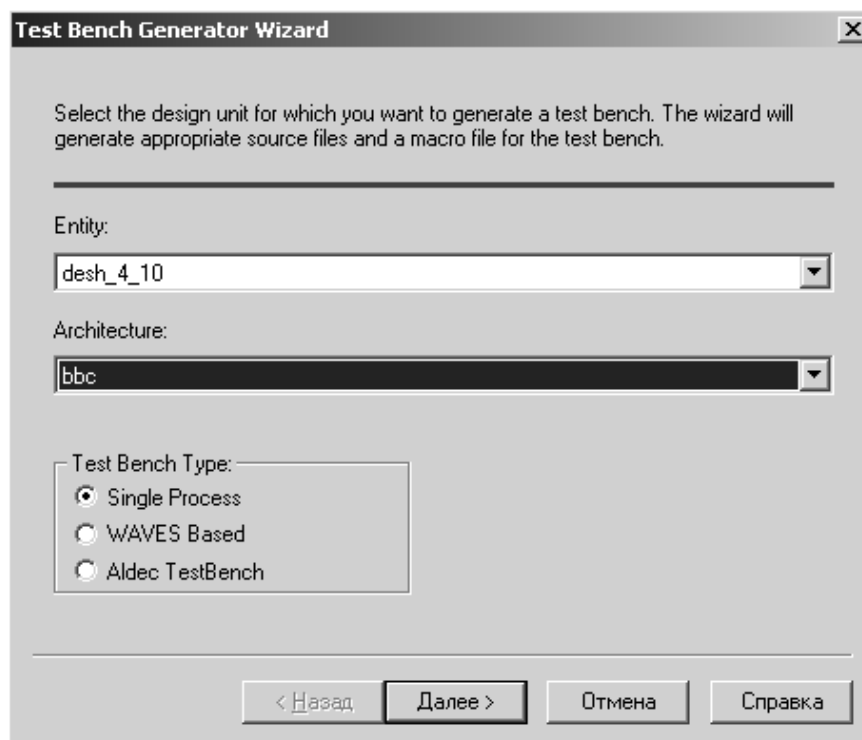 Test Bench Generator Wizard
Select the design unit for which you want to generate a test bench. The wizard will
generate appropriate source files and a macro file for the test bench.
Entity:
desh_4_10
Architecture:
bbc
Test Bench Type:
Single Process
WAVES Based
Aldec TestBench
< Назад Далее > Отмена Справка